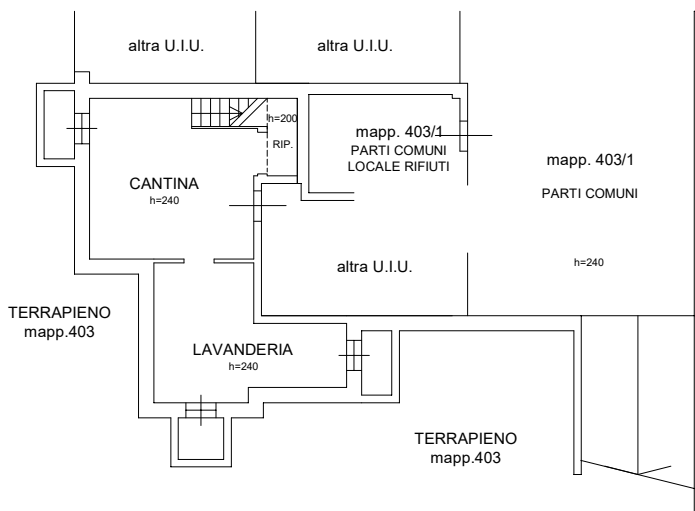 altra U.I.U.
altra U.I.U.
h=200
RIP.
mapp. 403/1
PARTI COMUNI
LOCALE RIFIUTI
mapp. 403/1
PARTI COMUNI
h=240
CANTINA
h=240
altra U.I.U.
TERRAPIENO
mapp.403
LAVANDERIA
h=240
TERRAPIENO
mapp.403